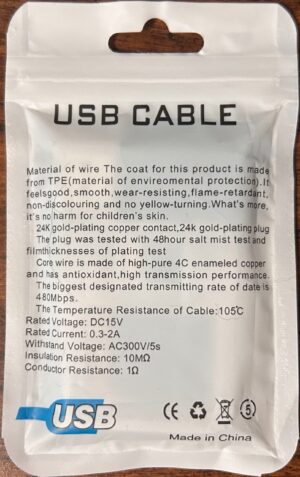 USB CABLE
Material of wire The coat for this product is made
from TPE(material of envireomental protection).It
feelsgood,smooth,wear-resisting,flame-retardant,
non-discolouring and no yellow-turning.What's more,
it's no harm for children's skin.
24K gold-plating copper contact,24k gold-plating plug
The plug was tested with 48hour salt mist test and
filmthicknesses of plating test
Core wire is made of high-pure 4C enameled copper
and has antioxidant,high transmission performance.
The biggest designated transmitting rate of date is
480Mbps.
The Temperature Resistance of Cable:105℃
Rated Voltage: DC15V
Rated Current: 0.3-2A
Withstand Voltage: AC300V/5s
Insulation Resistance: 10MΩ
Conductor Resistance: 1Ω
USB
CE 5
Made in China